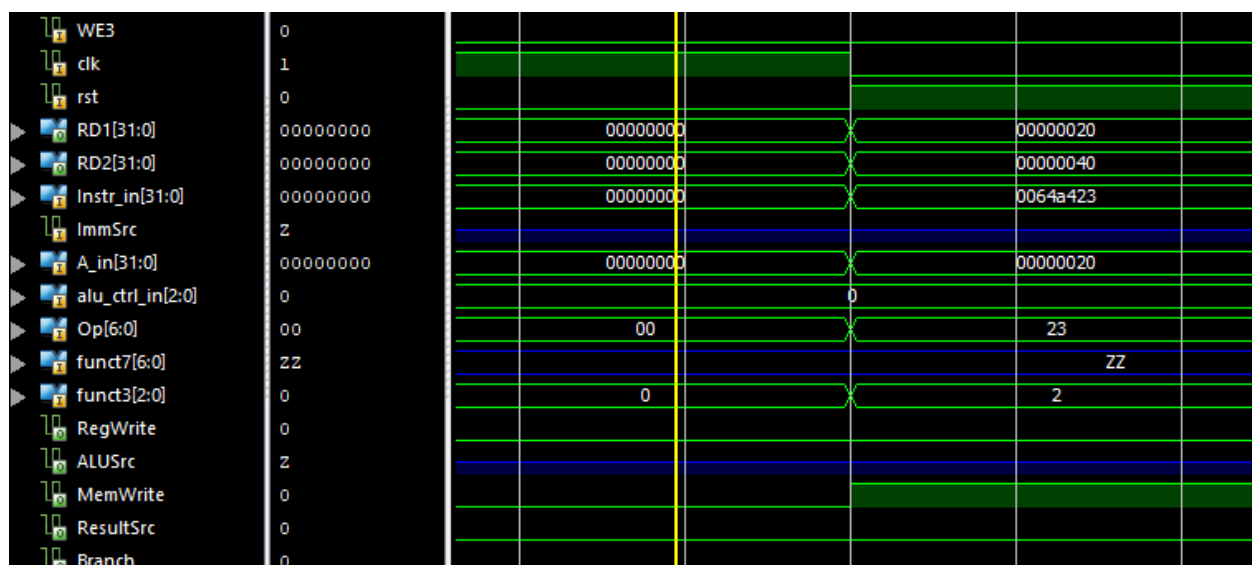 WE3 0
clk 1
rst 0
RD1[31:0] 00000000 00000000 00000020
RD2[31:0] 00000000 00000000 00000040
Instr_in[31:0] 00000000 00000000 0064a423
ImmSrc z
A_in[31:0] 00000000 00000000 00000020
alu_ctrl_in[2:0] 0 0
Op[6:0] 00 00 23
funct7[6:0] zz ZZ
funct3[2:0] 0 0 2
RegWrite 0
ALUSrc z
MemWrite 0
ResultSrc 0
Branch 0